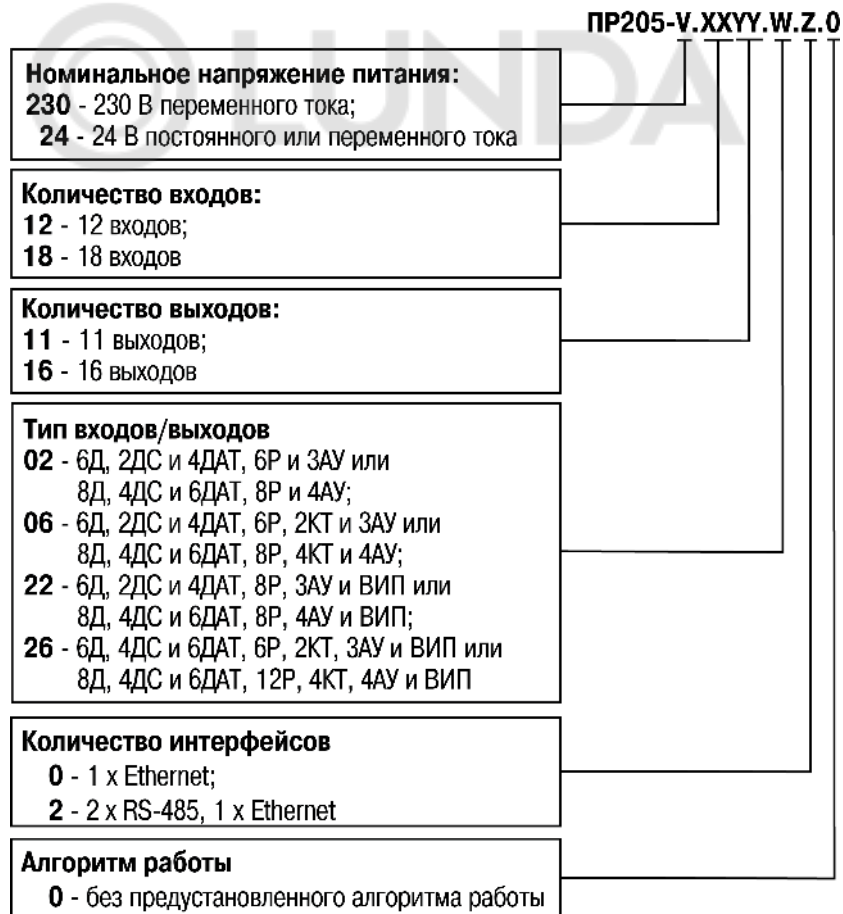 LUNDA
ПР205-V.XXYY.W.Z.0
Номинальное напряжение питания:
230 - 230 В переменного тока;
24 - 24 В постоянного или переменного тока
Количество входов:
12 - 12 входов;
18 - 18 входов
Количество выходов:
11 - 11 выходов;
16 - 16 выходов
Тип входов/выходов
02 - 6Д, 2ДС и 4ДАТ, 6Р и 3АУ или
8Д, 4ДС и 6ДАТ, 8Р и 4АУ;
06 - 6Д, 2ДС и 4ДАТ, 6Р, 2КТ и 3АУ или
8Д, 4ДС и 6ДАТ, 8Р, 4КТ и 4АУ;
22 - 6Д, 2ДС и 4ДАТ, 8Р, 3АУ и ВИП или
8Д, 4ДС и 6ДАТ, 8Р, 4АУ и ВИП;
26 - 6Д, 4ДС и 6ДАТ, 6Р, 2КТ, 3АУ и ВИП или
8Д, 4ДС и 6ДАТ, 12Р, 4КТ, 4АУ и ВИП
Количество интерфейсов
0 - 1 x Ethernet;
2 - 2 x RS-485, 1 x Ethernet
Алгоритм работы
0 - без предустановленного алгоритма работы